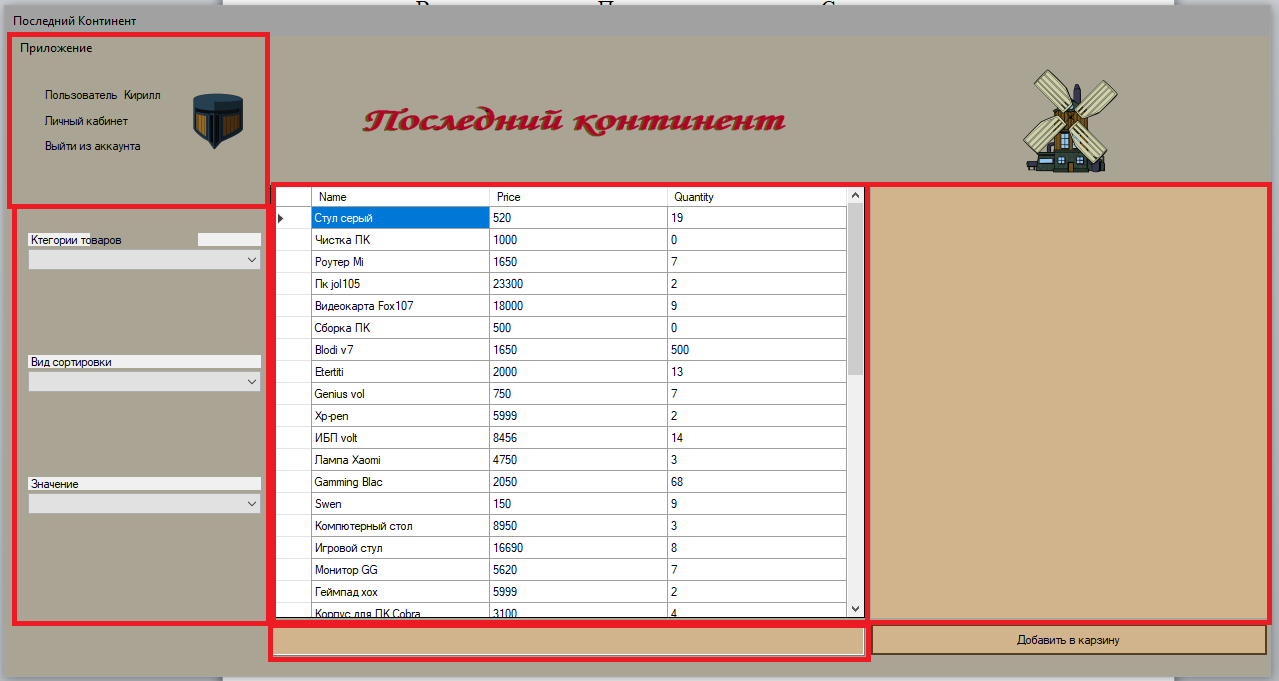 Последний Континент
Приложение
Пользователь Кирилл
Личный кабинет
Выйти из аккаунта
Последний континент
Ктегории товаров
Вид сортировки
Значение
Name Price Quantity
Стул серый 520 19
Чистка ПК 1000 0
Роутер Mi 1650 7
Пк jol105 23300 2
Видеокарта Fox107 18000 9
Сборка ПК 500 0
Blodi v7 1650 500
Etertiti 2000 13
Genius vol 750 7
Xp-pen 5999 2
ИБП volt 8456 14
Лампа Xaomi 4750 3
Gamming Blac 2050 68
Swen 150 9
Компютерный стол 8950 3
Игровой стул 16690 8
Монитор GG 5620 7
Геймпад xox 5999 2
Корпус для ПК Cobra 3100 4
Добавить в карзину